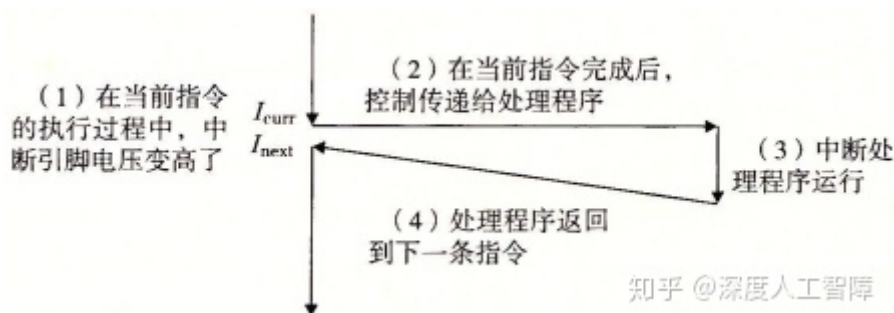 （1）在当前指令
的执行过程中，中
断引脚电压变高了
Icurr
Inext
（2）在当前指令完成后，
控制传递给处理程序
（3）中断处
理程序运行
（4）处理程序返回
到下一条指令
知乎 @深度人工智障